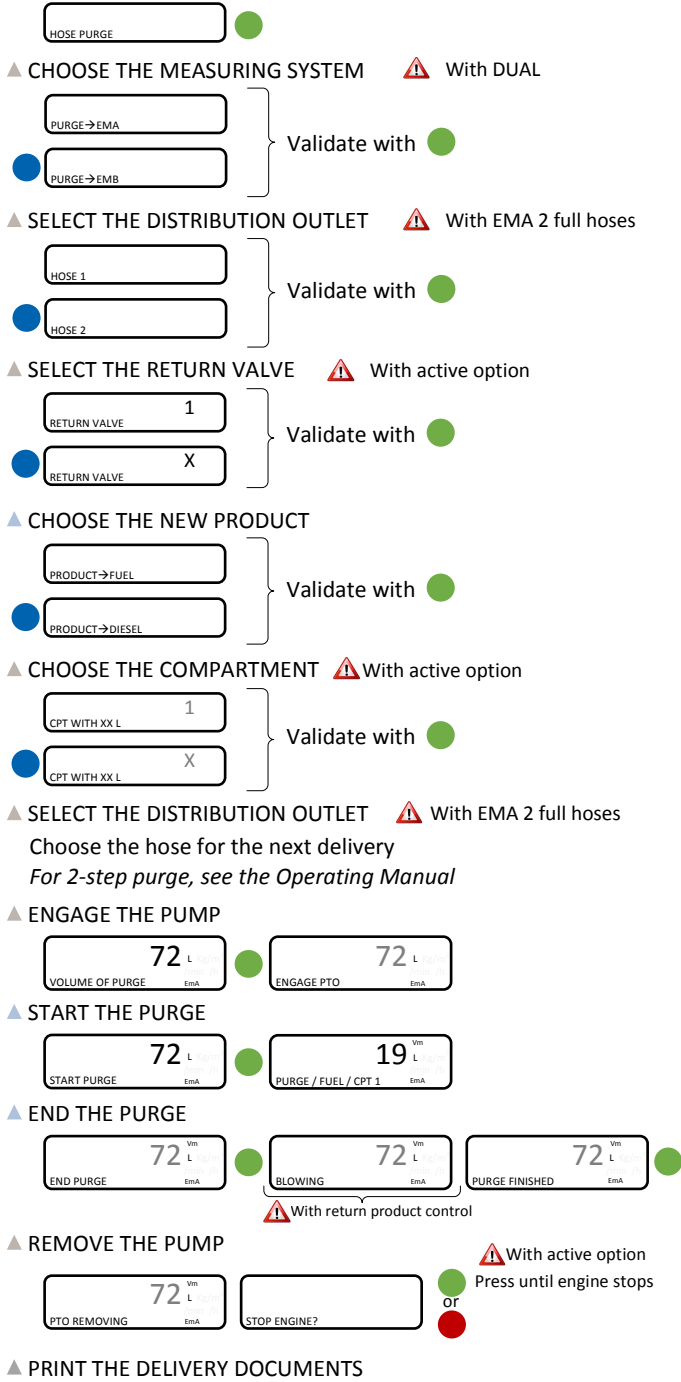 HOSE PURGE
CHOOSE THE MEASURING SYSTEM With DUAL
PURGE→EMA
Validate with
PURGE→EMB
SELECT THE DISTRIBUTION OUTLET With EMA 2 full hoses
HOSE 1
Validate with
HOSE 2
SELECT THE RETURN VALVE With active option
1
RETURN VALVE
Validate with
X
RETURN VALVE
CHOOSE THE NEW PRODUCT
PRODUCT→FUEL
Validate with
PRODUCT→DIESEL
CHOOSE THE COMPARTMENT With active option
1
CPT WITH XX L
Validate with
X
CPT WITH XX L
SELECT THE DISTRIBUTION OUTLET With EMA 2 full hoses
Choose the hose for the next delivery
For 2-step purge, see the Operating Manual
ENGAGE THE PUMP
72 L
VOLUME OF PURGE EmA
72 L
ENGAGE PTO EmA
START THE PURGE
72 L
START PURGE EmA
Vm
19 L
PURGE / FUEL / CPT 1 EmA
END THE PURGE
Vm
72 L
END PURGE EmA
Vm
72 L
BLOWING EmA
Vm
72 L
PURGE FINISHED EmA
With return product control
REMOVE THE PUMP
With active option
Vm
72 L
PTO REMOVING EmA
STOP ENGINE?
Press until engine stops
or
PRINT THE DELIVERY DOCUMENTS